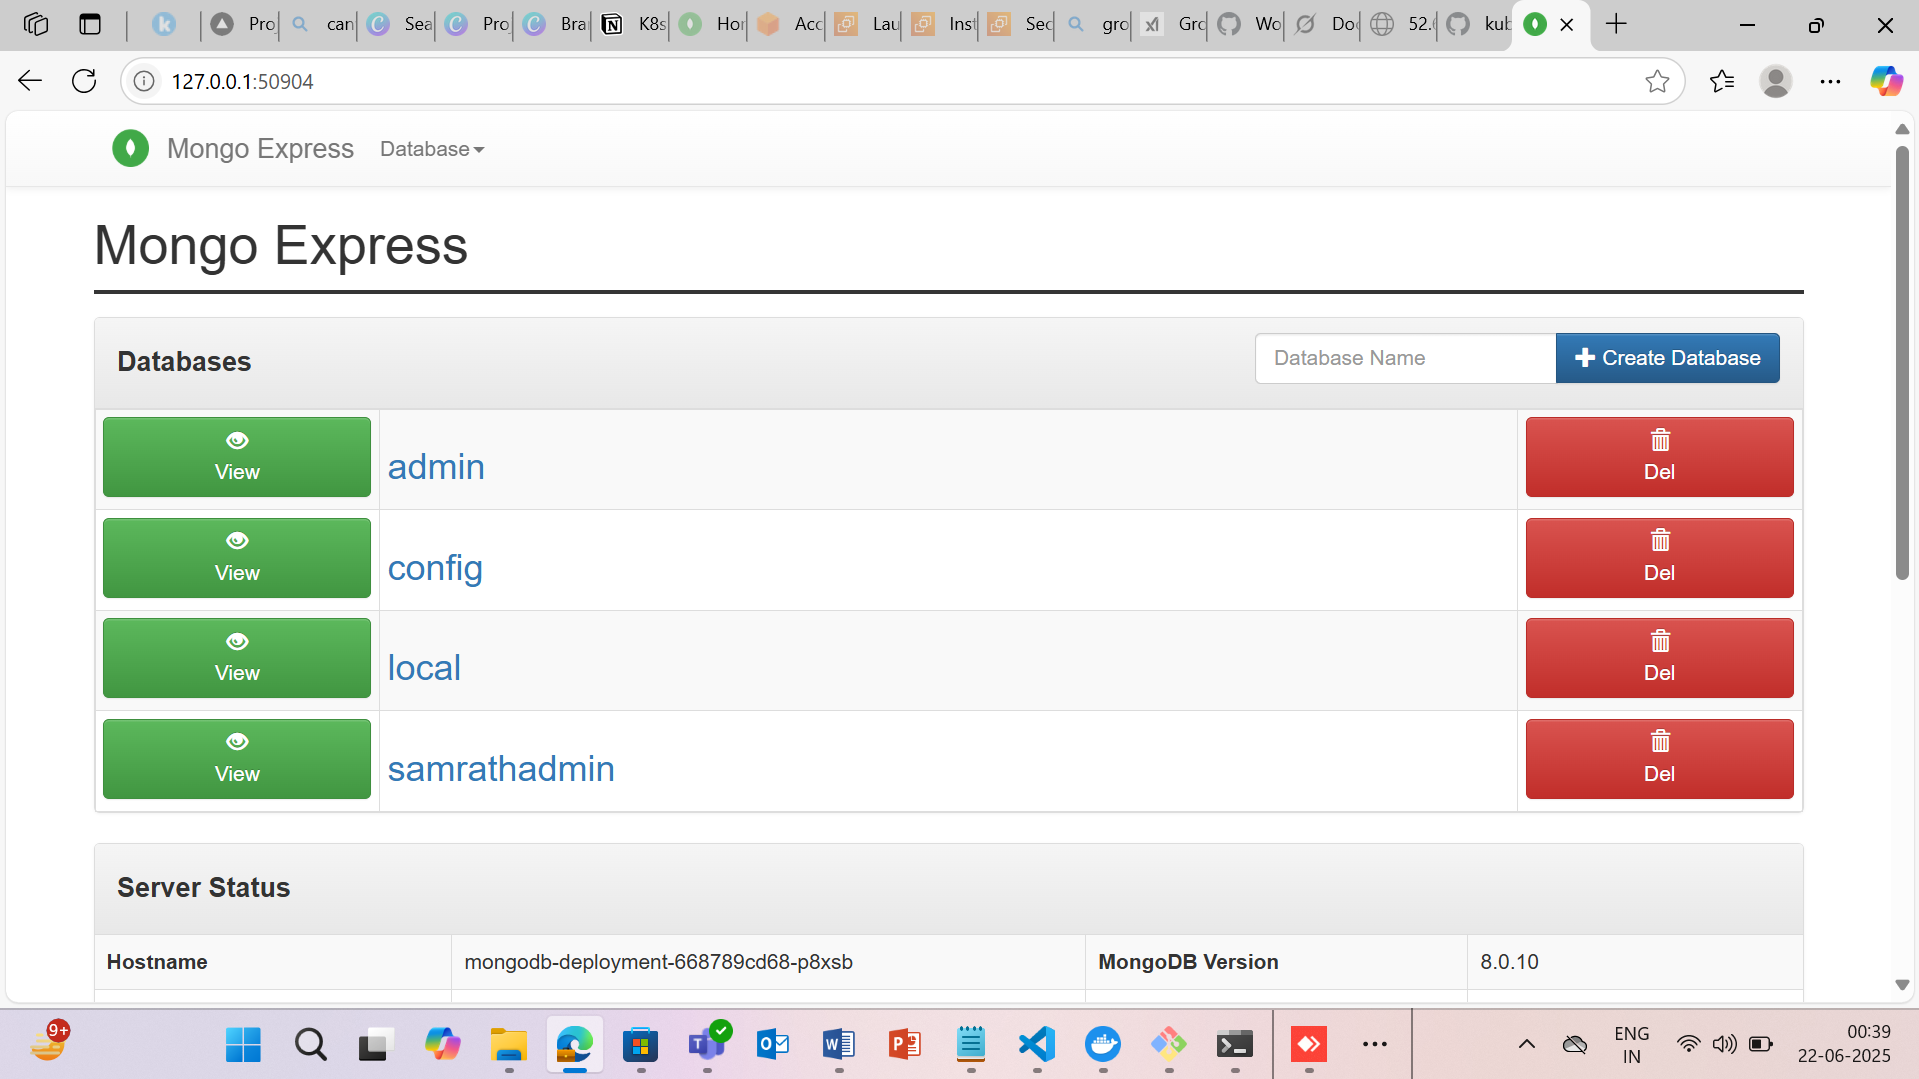 Pro
can
Sea
Pro
Bra
K8s
Hor
Acc
Lau
Inst
Sec
gro
Gro
Wo
Do
52.
kub
127.0.0.1:50904
Mongo Express
Database
Mongo Express
Databases
Database Name
Create Database
View
admin
Del
View
config
Del
View
local
Del
View
samrathadmin
Del
Server Status
Hostname
mongodb-deployment-668789cd68-p8xsb
MongoDB Version
8.0.10
9+
ENG
IN
00:39
22-06-2025